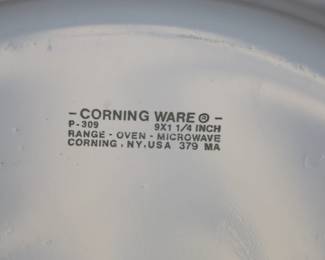 - CORNING WARE ® -
P-309 9X1 1/4 INCH
RANGE - OVEN - MICROWAVE
CORNING, NY, USA 379 MA